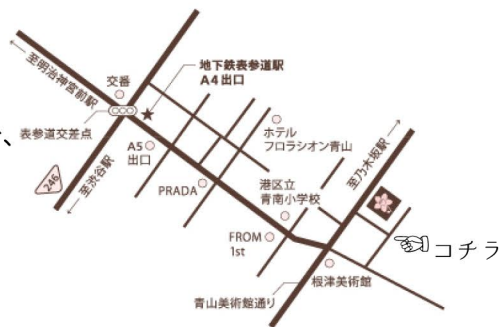 至明治神宮前駅
交番
地下鉄表参道駅
A4出口
表参道交差点
、
246
至渋谷駅
A5
出口
ホテル
フロラシオン青山
至乃木坂駅
PRADA
港区立
青南小学校
FROM
1st
コチラ
根津美術館
青山美術館通り